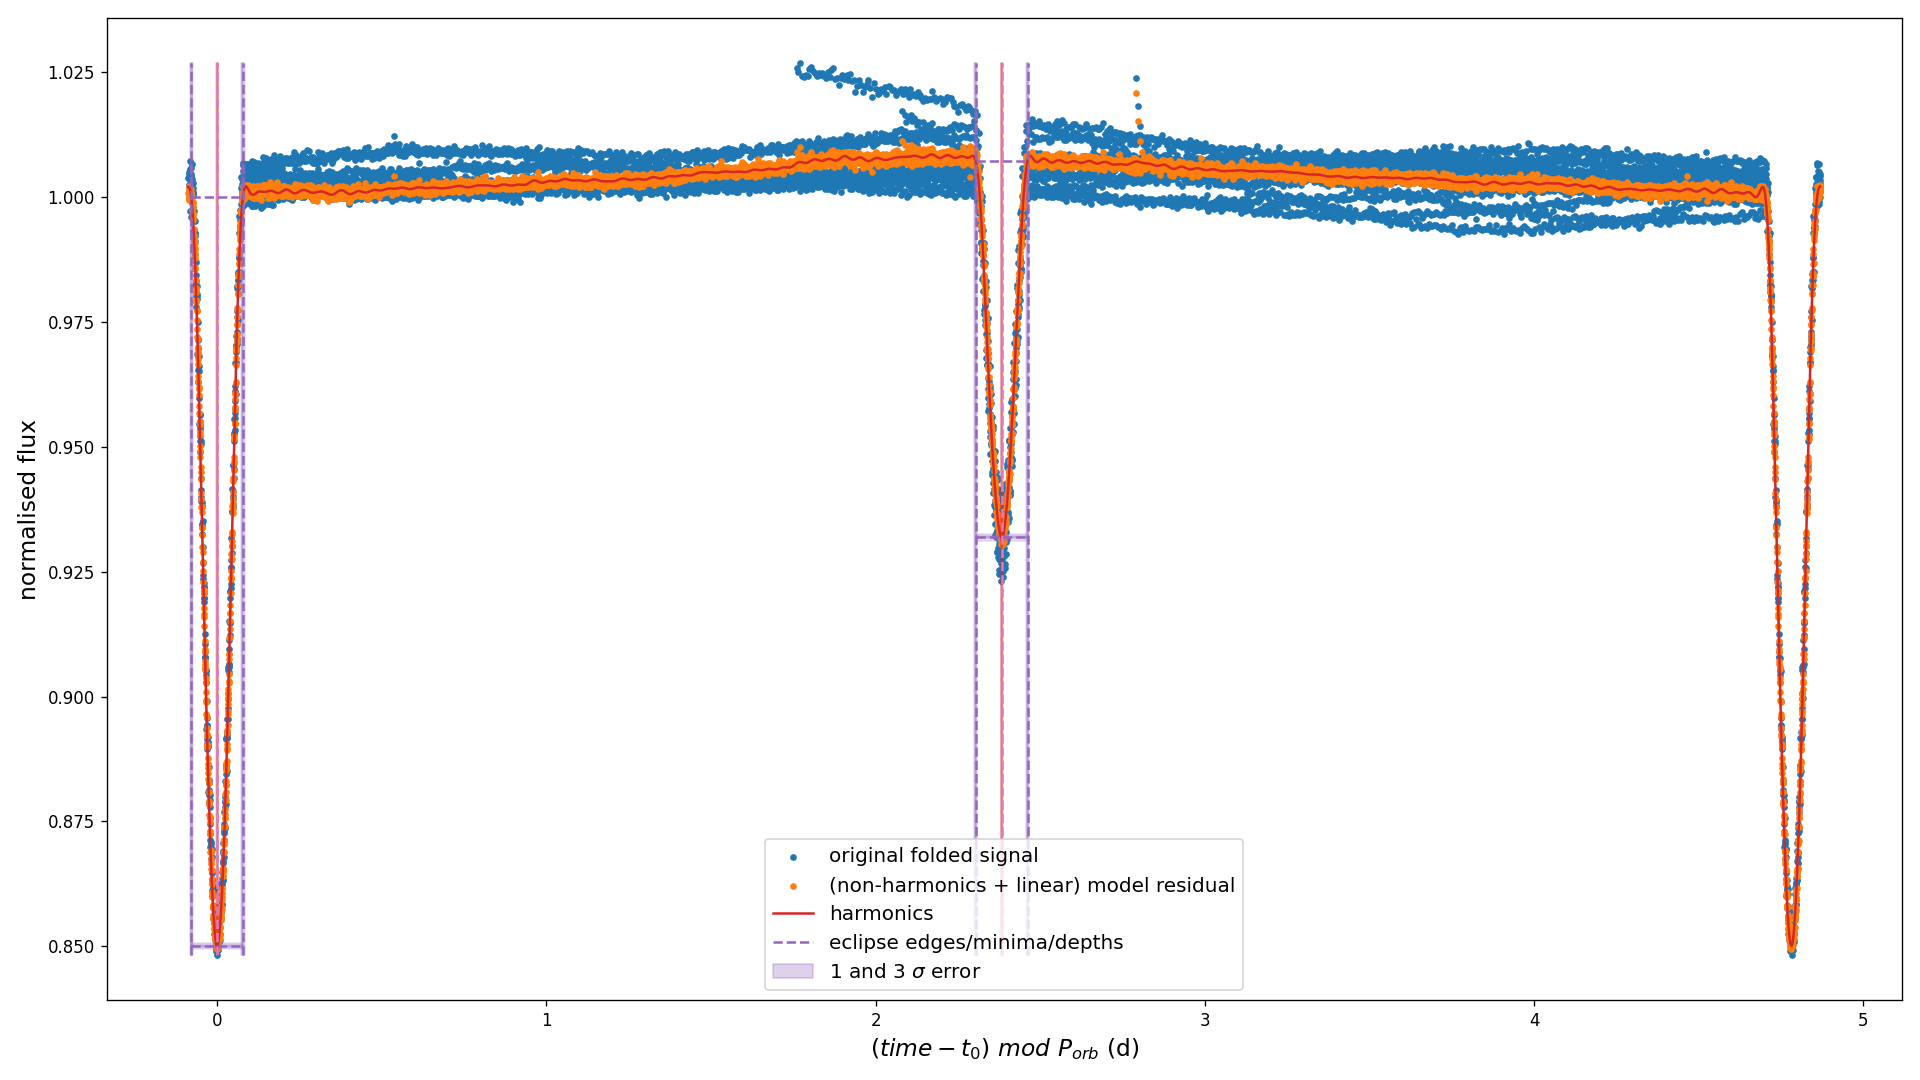 1.025
1.000
0.975
0.950
0.925
0.900
0.875
0.850
normalised flux
original folded signal
(non-harmonics + linear) model residual
harmonics
eclipse edges/minima/depths
1 and 3 σ error
0 1 2 3 4 5
(time − t₀) mod P_orb (d)